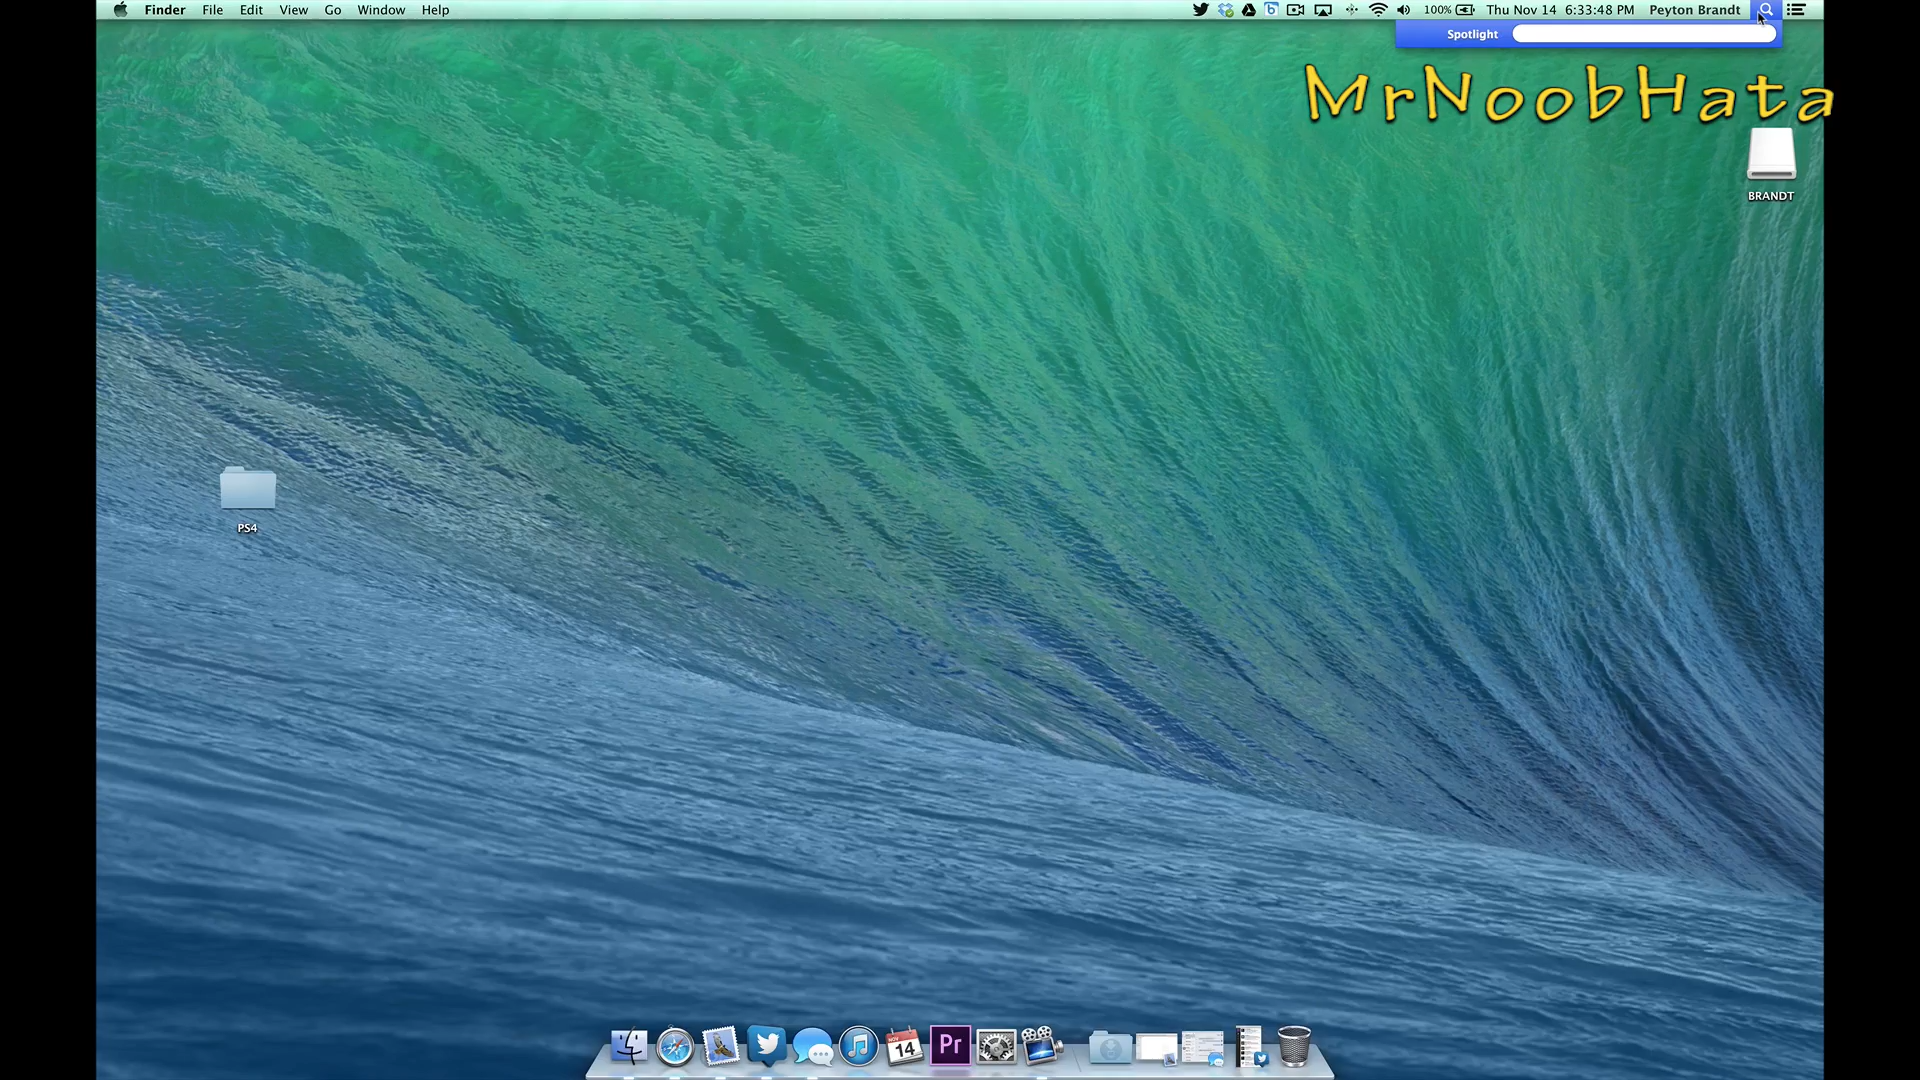 Finder File Edit View Go Window Help 100% Thu Nov 14 6:33:48 PM Peyton Brandt
Spotlight
MrNoobHata
BRANDT
PS4
NOV
14
Pr